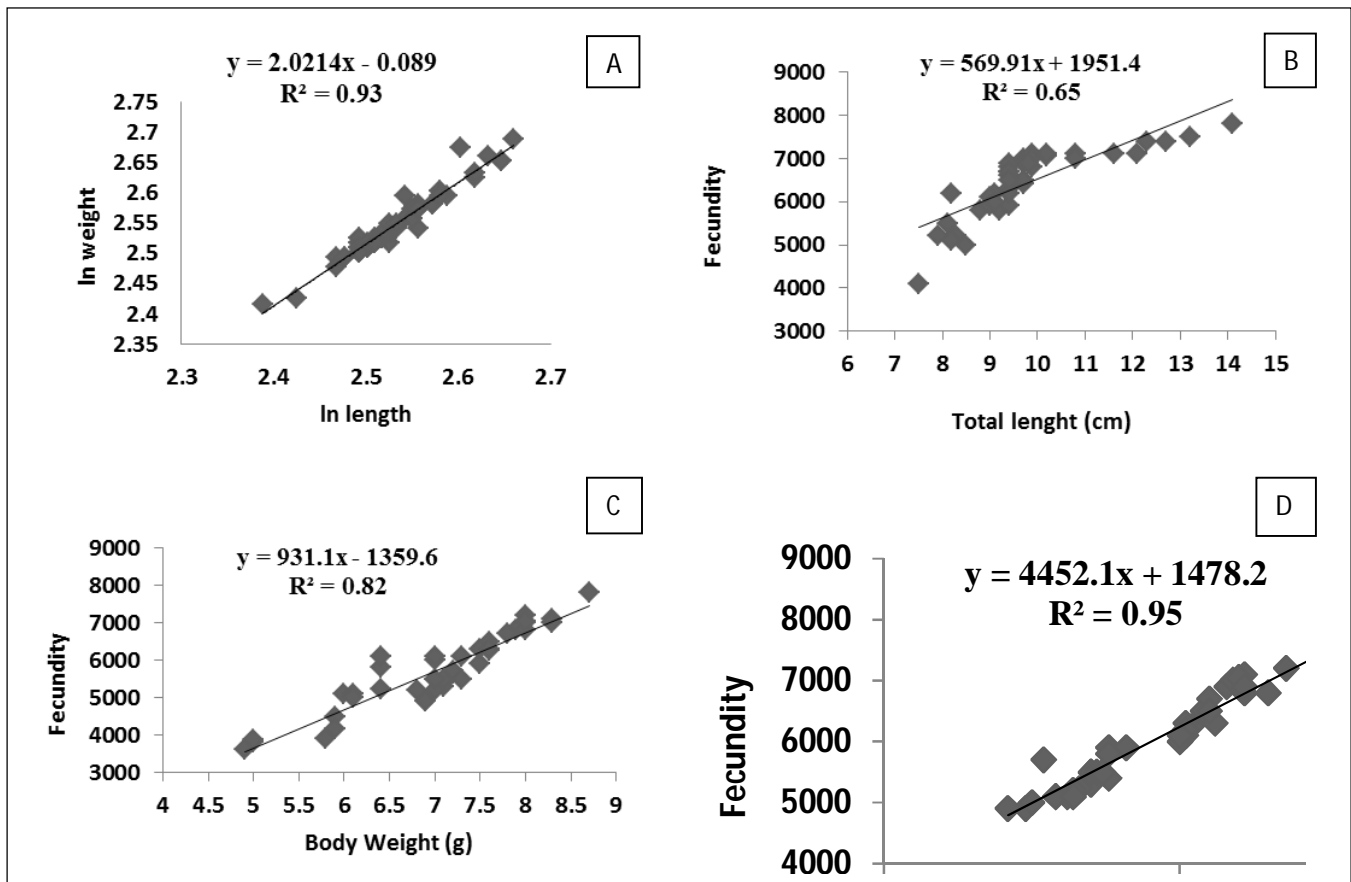 A
y = 2.0214x - 0.089
R² = 0.93
2.75
2.7
2.65
2.6
2.55
2.5
2.45
2.4
2.35
2.3 2.4 2.5 2.6 2.7
ln weight
ln length
B
y = 569.91x + 1951.4
R² = 0.65
9000
8000
7000
6000
5000
4000
3000
6 7 8 9 10 11 12 13 14 15
Fecundity
Total lenght (cm)
C
y = 931.1x - 1359.6
R² = 0.82
9000
8000
7000
6000
5000
4000
3000
4 4.5 5 5.5 6 6.5 7 7.5 8 8.5 9
Fecundity
Body Weight (g)
D
y = 4452.1x + 1478.2
R² = 0.95
9000
8000
7000
6000
5000
4000
Fecundity